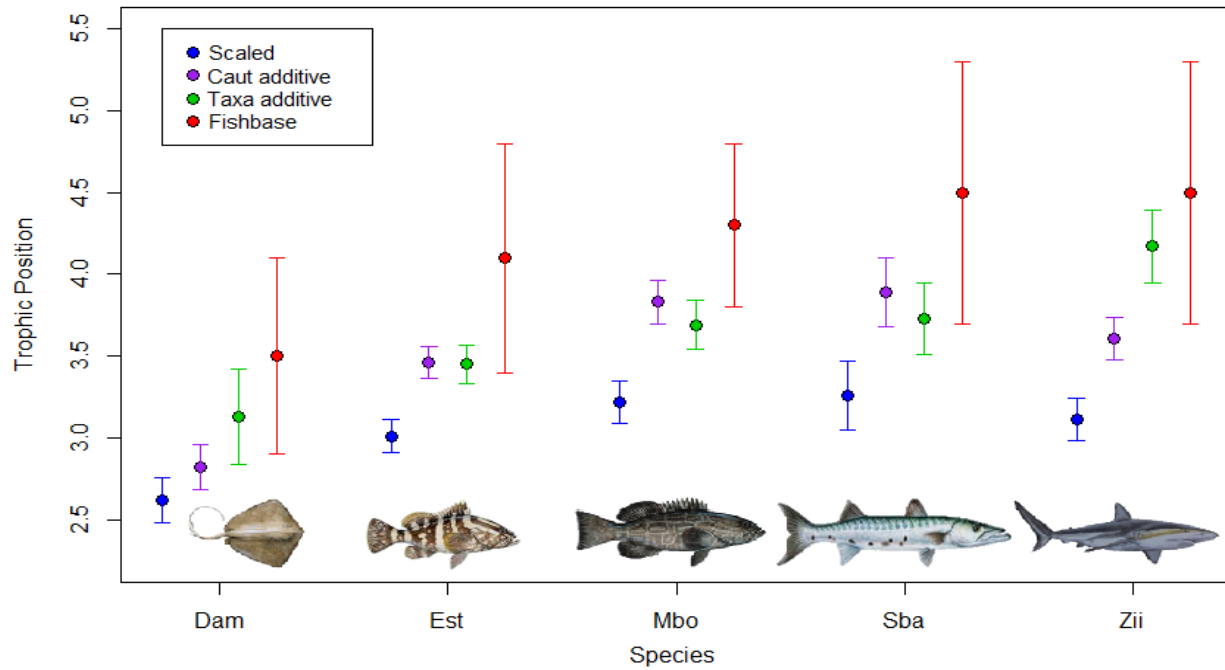 5.5
5.0
4.5
4.0
3.5
3.0
2.5
Trophic Position
Scaled
Caut additive
Taxa additive
Fishbase
Dam Est Mbo Sba Zii
Species